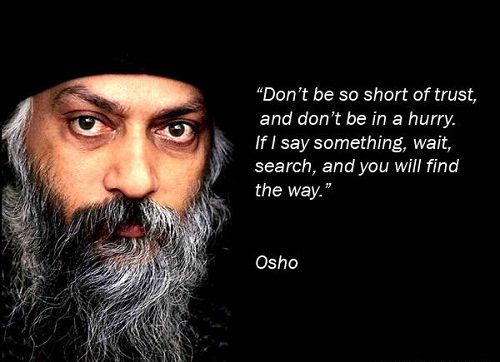 “Don’t be so short of trust,
and don’t be in a hurry.
If I say something, wait,
search, and you will find
the way.”
Osho